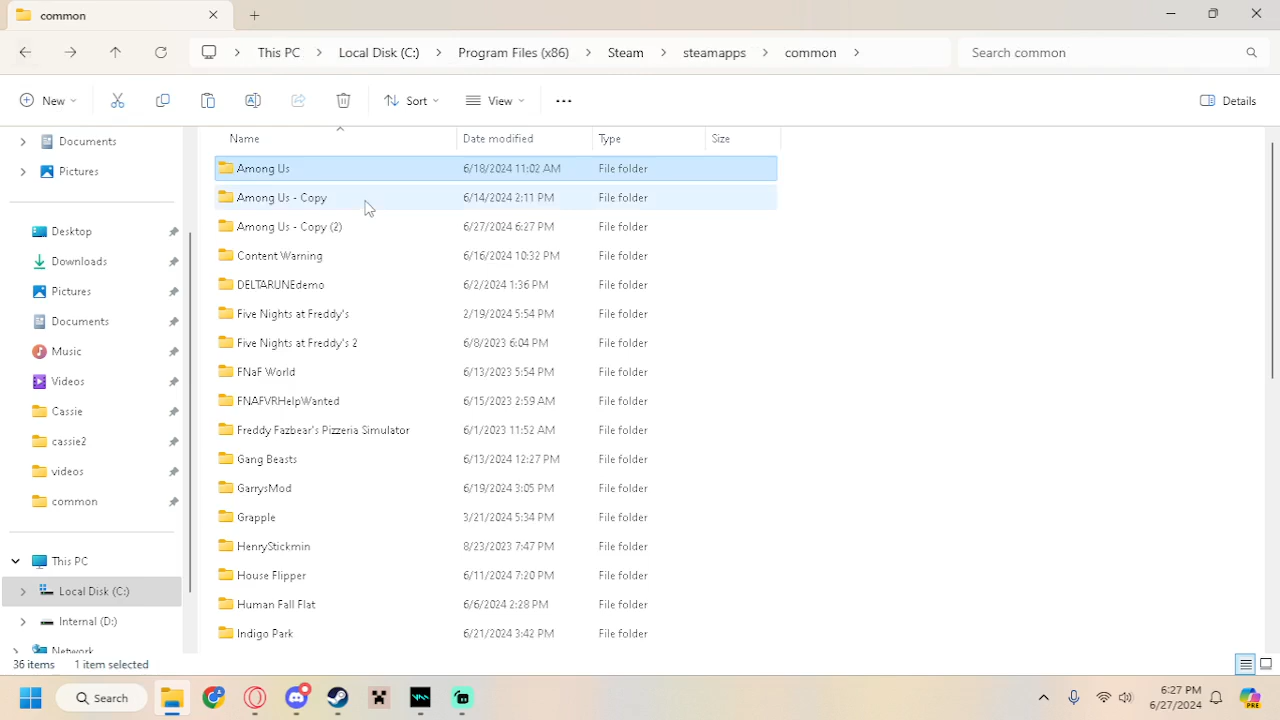 common
This PC
Local Disk (C:)
Program Files (x86)
Steam
steamapps
common
Search common
New
Sort
View
Details
Documents
Pictures
Desktop
Downloads
Pictures
Documents
Music
Videos
Cassie
cassie2
videos
common
This PC
Local Disk (C:)
Internal (D:)
Network
Name Date modified Type Size
Among Us 6/18/2024 11:02 AM File folder
Among Us - Copy 6/14/2024 2:11 PM File folder
Among Us - Copy (2) 6/27/2024 6:27 PM File folder
Content Warning 6/16/2024 10:32 PM File folder
DELTARUNEdemo 6/2/2024 1:36 PM File folder
Five Nights at Freddy's 2/19/2024 5:54 PM File folder
Five Nights at Freddy's 2 6/8/2023 6:04 PM File folder
FNaF World 6/13/2023 5:54 PM File folder
FNAFVRHelpWanted 6/15/2023 2:59 AM File folder
Freddy Fazbear's Pizzeria Simulator 6/1/2023 11:52 AM File folder
Gang Beasts 6/13/2024 12:27 PM File folder
GarrysMod 6/19/2024 3:05 PM File folder
Grapple 3/21/2024 5:34 PM File folder
HenryStickmin 8/23/2023 7:47 PM File folder
House Flipper 6/11/2024 7:20 PM File folder
Human Fall Flat 6/6/2024 2:28 PM File folder
Indigo Park 6/21/2024 3:42 PM File folder
36 items 1 item selected
Search
6:27 PM
6/27/2024
PRE